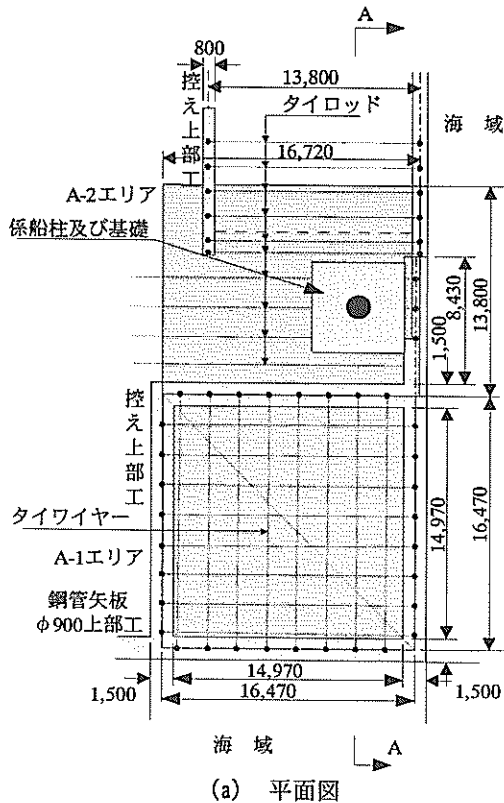 A
800
13,800
控え上部工
タイロッド
海 域
16,720
A-2エリア
係船柱及び基礎
8,430
13,800
1,500
控え上部工
タイワイヤー
A-1エリア
鋼管矢板
φ900上部工
14,970
16,470
14,970
1,500
16,470
1,500
海 域
A
(a) 平面図